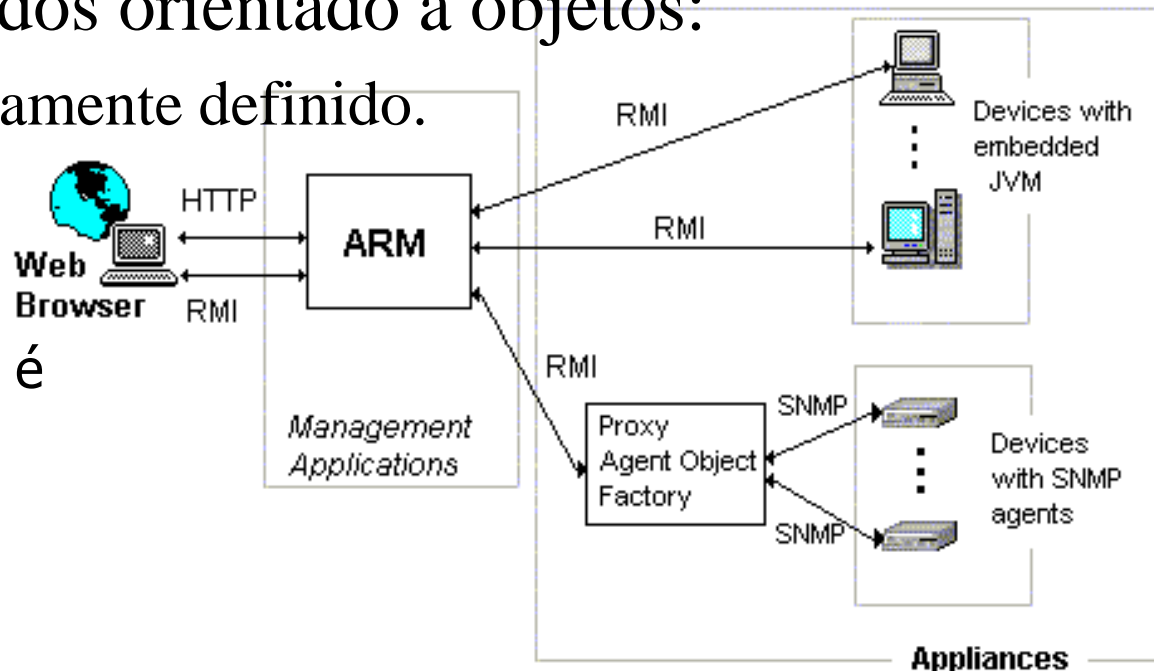 dos orientado a objetos:
amente definido.
RMI
Devices with
embedded
JVM
HTTP
ARM
RMI
Web
Browser
RMI
é
RMI
Management
Applications
Proxy
Agent Object
Factory
SNMP
SNMP
Devices
with SNMP
agents
Appliances